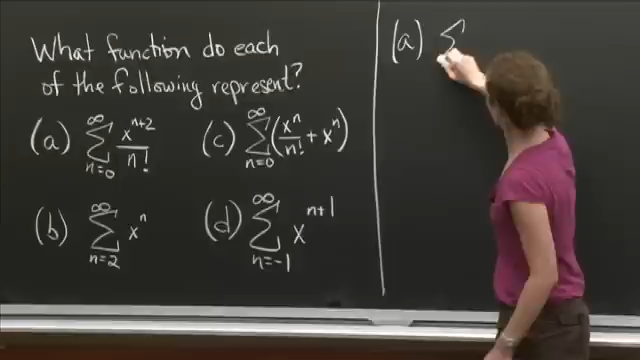 What function do each
of the following represent?
(a) ∞∑n=0 x^(n+2)/n!
(c) ∞∑n=0 (x^n/n! + x^n)
(b) ∞∑n=2 x^n
(d) ∞∑n=-1 x^(n+1)
(a) Σ